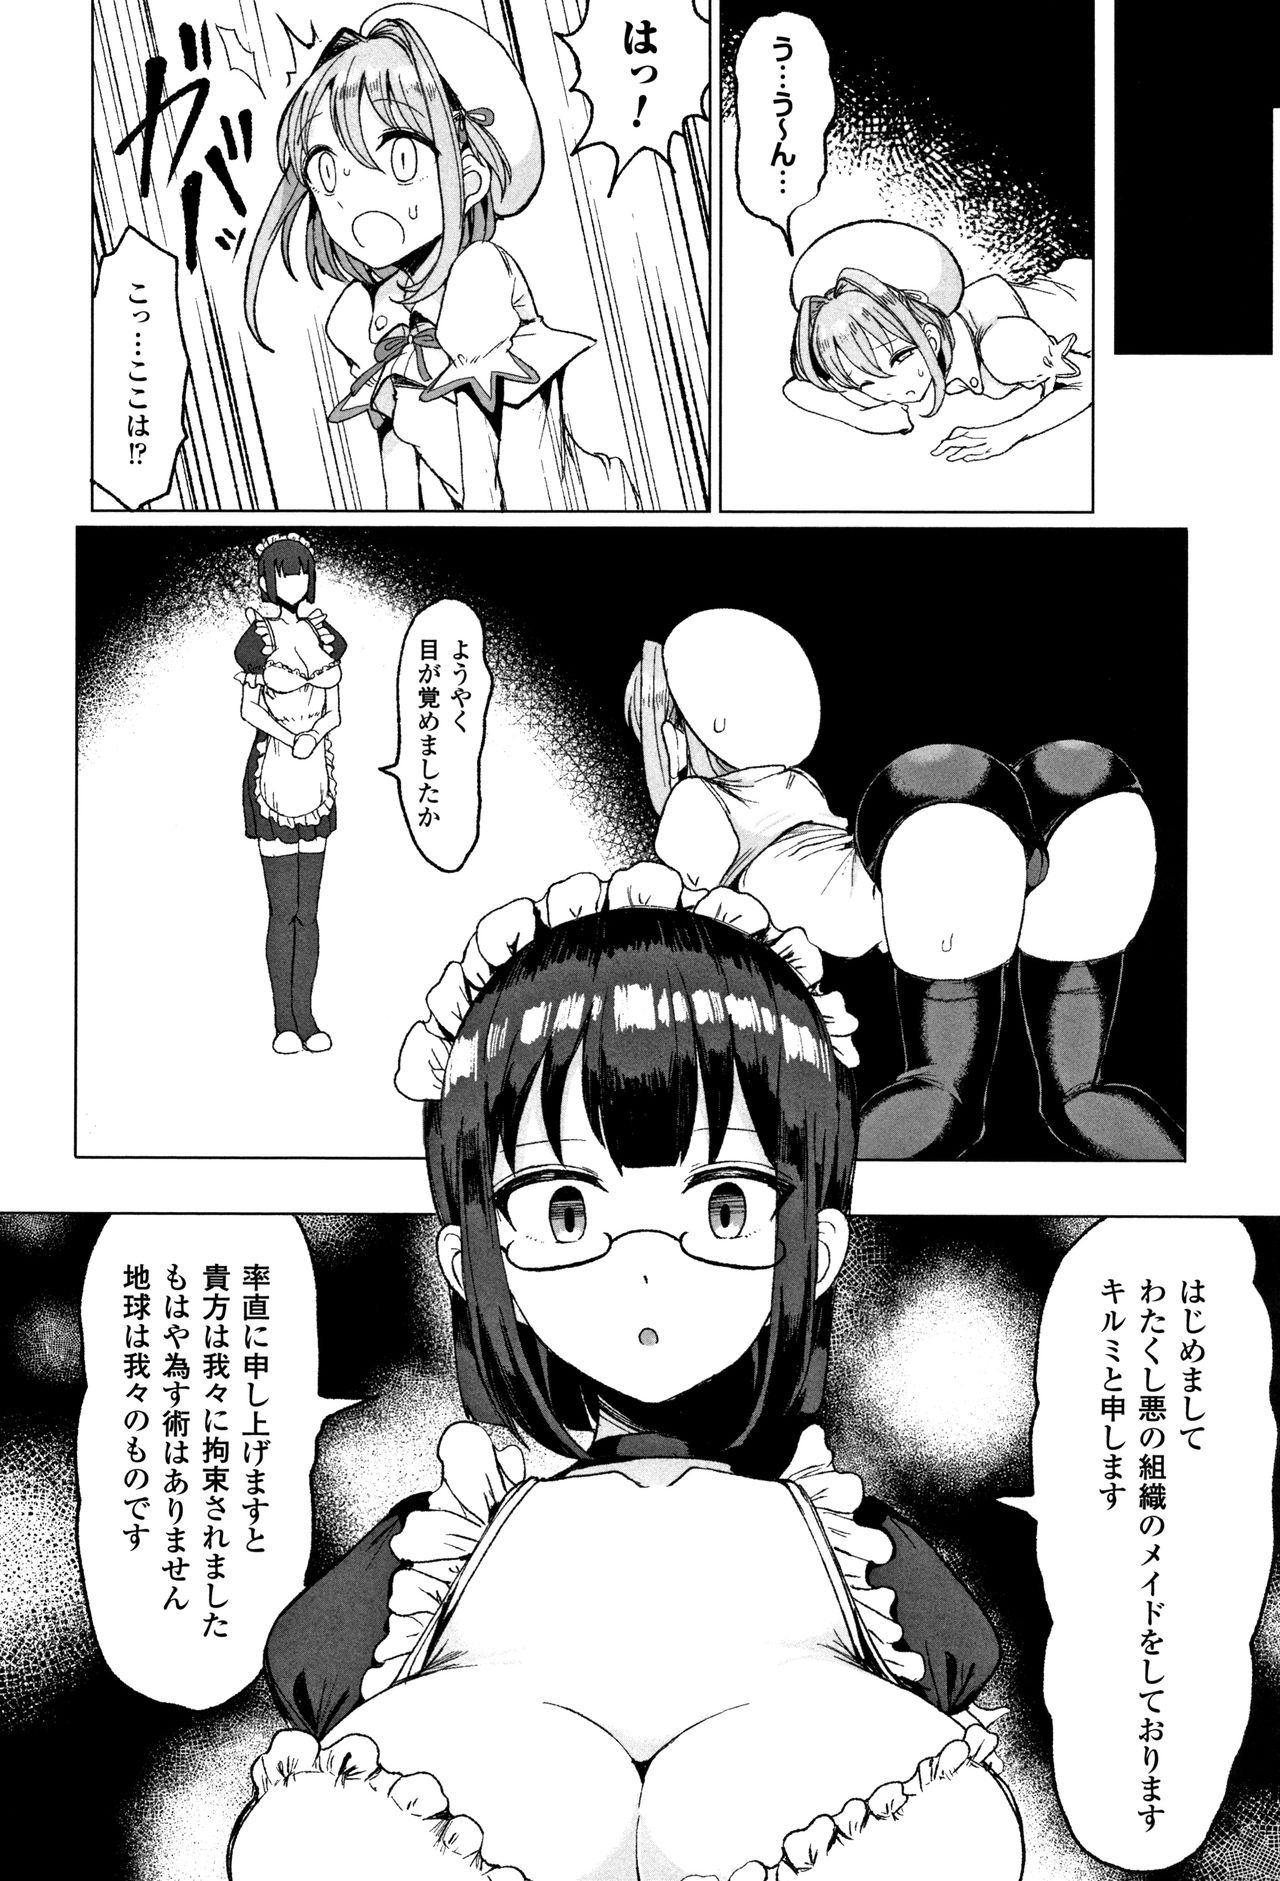 う…う〜ん…
はっ！
ガバッ
こっ…ここは!?
ようやく
目が覚めましたか
はじめまして
わたくし悪の組織のメイドをしております
キルミと申します
率直に申し上げますと
貴方は我々に拘束されました
もはや為す術はありません
地球は我々のものです